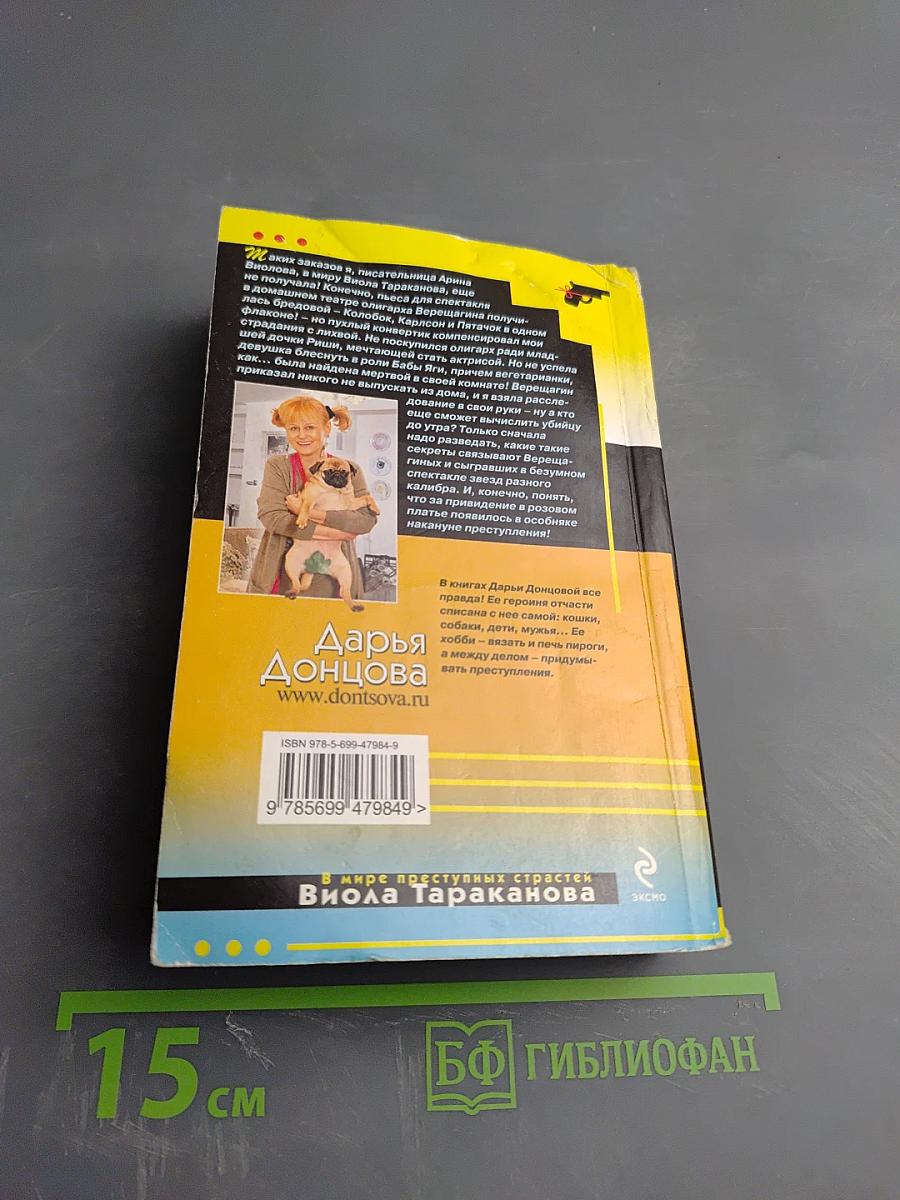 Таких заказов я, писательница Арина
Виолова, в миру Виола Тараканова, еще
не получала! Конечно, пьеса для спектакля
в домашнем театре олигарха Верещагина получи-
лась бредовой – Колобок, Карлсон и Пятачок в одном
флаконе! – но пухлый конвертик компенсировал мои
страдания с лихвой. Не поскупился олигарх ради млад-
шей дочки Риши, мечтающей стать актрисой. Но не успела
девушка блеснуть в роли Бабы Яги, причем вегетарианки,
как... была найдена мертвой в своей комнате! Верещагин
приказал никого не выпускать из дома, и я взяла рассле-
дование в свои руки – ну а кто
еще сможет вычислить убийцу
до утра? Только сначала
надо разведать, какие такие
секреты связывают Вереща-
гиных и сыгравших в безумном
спектакле звезд разного
калибра. И, конечно, понять,
что за привидение в розовом
платье появилось в особняке
накануне преступления!
В книгах Дарьи Донцовой все
правда! Ее героиня отчасти
списана с нее самой: кошки,
собаки, дети, мужья... Ее
хобби – вязать и печь пироги,
а между делом – придумы-
вать преступления.
Дарья
Донцова
www.dontsova.ru
ISBN 978-5-699-47984-9
9 785699 479849 >
В мире преступных страстей
Виола Тараканова
ЭКСМО
15 см
БФ ГИБЛИОФАН